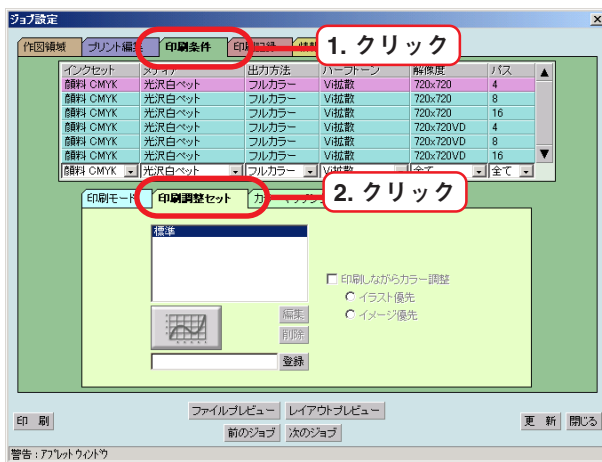 ジョブ設定
作図領域 プリント編集 印刷条件
1. クリック
インクセット メディア 出力方法 ハーフトーン 解像度 パス
顔料 CMYK 光沢白ペット フルカラー Vi拡散 720x720 4
顔料 CMYK 光沢白ペット フルカラー Vi拡散 720x720 8
顔料 CMYK 光沢白ペット フルカラー Vi拡散 720x720 16
顔料 CMYK 光沢白ペット フルカラー Vi拡散 720x720VD 4
顔料 CMYK 光沢白ペット フルカラー Vi拡散 720x720VD 8
顔料 CMYK 光沢白ペット フルカラー Vi拡散 720x720VD 16
顔料 CMYK 光沢白ペット フルカラー Vi拡散 全て 全て
印刷モード 印刷調整セット
2. クリック
標準
印刷しながらカラー調整
イラスト優先
イメージ優先
編集
削除
登録
ファイルプレビュー レイアウトプレビュー
印 刷 前のジョブ 次のジョブ 更 新 閉じる
警告 : アプレット ウィンドウ